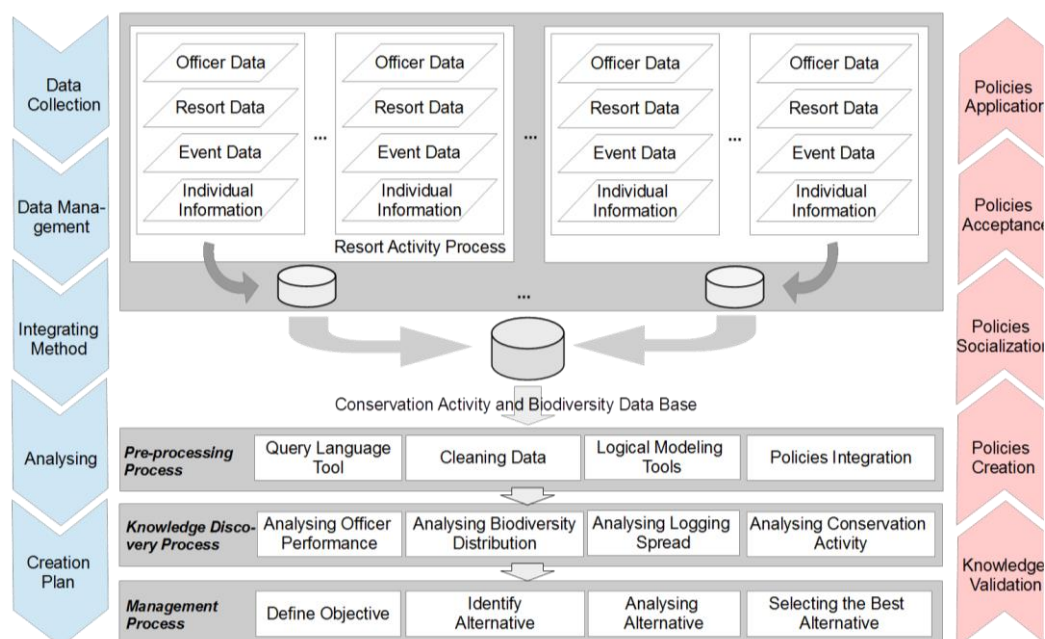 Data
Collection
Data Mana-
gement
Integrating
Method
Analysing
Creation
Plan
Officer Data
Resort Data
Event Data
Individual
Information
...
Officer Data
Resort Data
Event Data
Individual
Information
Resort Activity Process
...
Officer Data
Resort Data
Event Data
Individual
Information
...
Officer Data
Resort Data
Event Data
Individual
Information
...
Conservation Activity and Biodiversity Data Base
Pre-processing
Process
Query Language
Tool
Cleaning Data
Logical Modeling
Tools
Policies Integration
Knowledge Disco-
very Process
Analysing Officer
Performance
Analysing Biodiversity
Distribution
Analysing Logging
Spread
Analysing Conservation
Activity
Management
Process
Define Objective
Identify
Alternative
Analysing
Alternative
Selecting the Best
Alternative
Policies
Application
Policies
Acceptance
Policies
Socialization
Policies
Creation
Knowledge
Validation